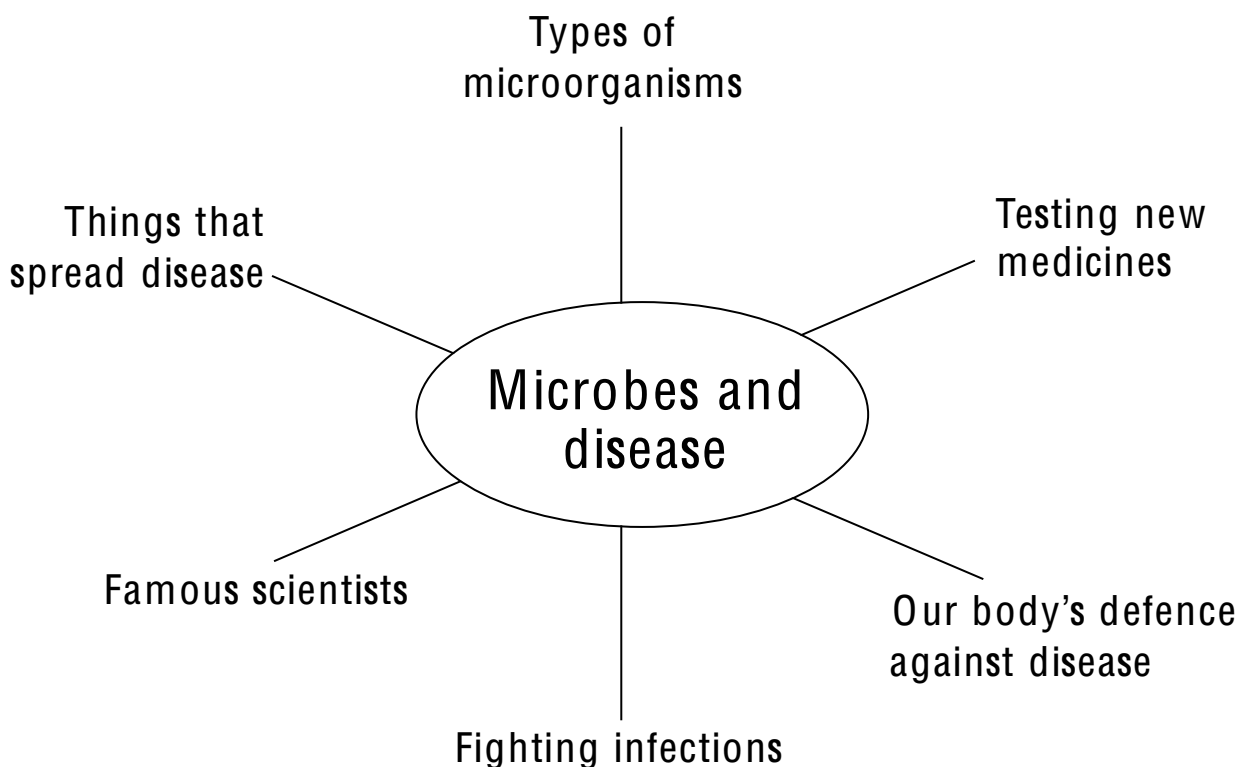 Types of
microorganisms
Things that
spread disease
Testing new
medicines
Microbes and
disease
Famous scientists
Our body’s defence
against disease
Fighting infections